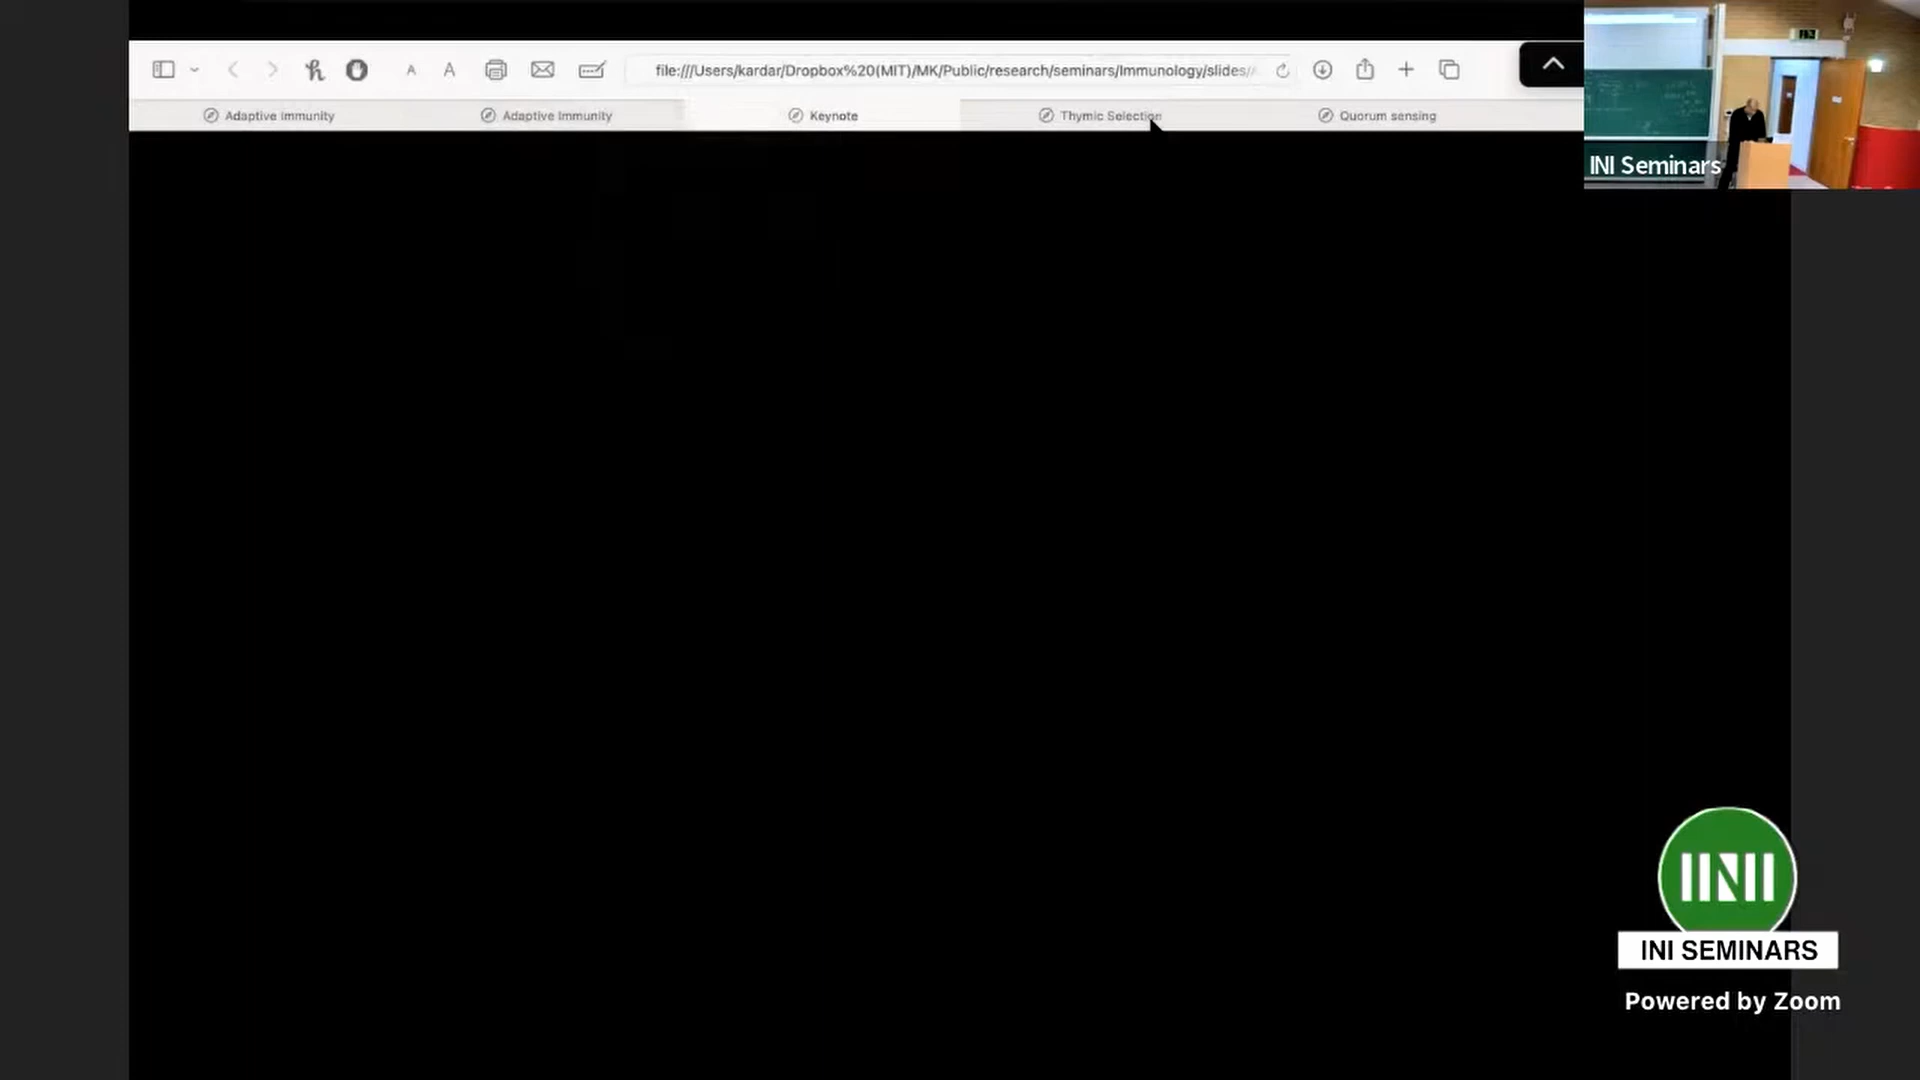 A A file:///Users/kardar/Dropbox%20(MIT)/MK/Public/research/seminars/Immunology/slides/
Adaptive Immunity Adaptive Immunity Keynote Thymic Selection Quorum sensing
INI Seminars
INI
INI SEMINARS
Powered by Zoom